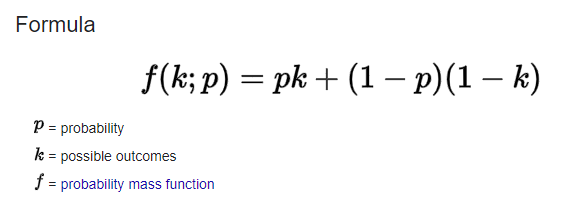 Formula
f(k; p) = pk + (1 − p)(1 − k)
p = probability
k = possible outcomes
f = probability mass function